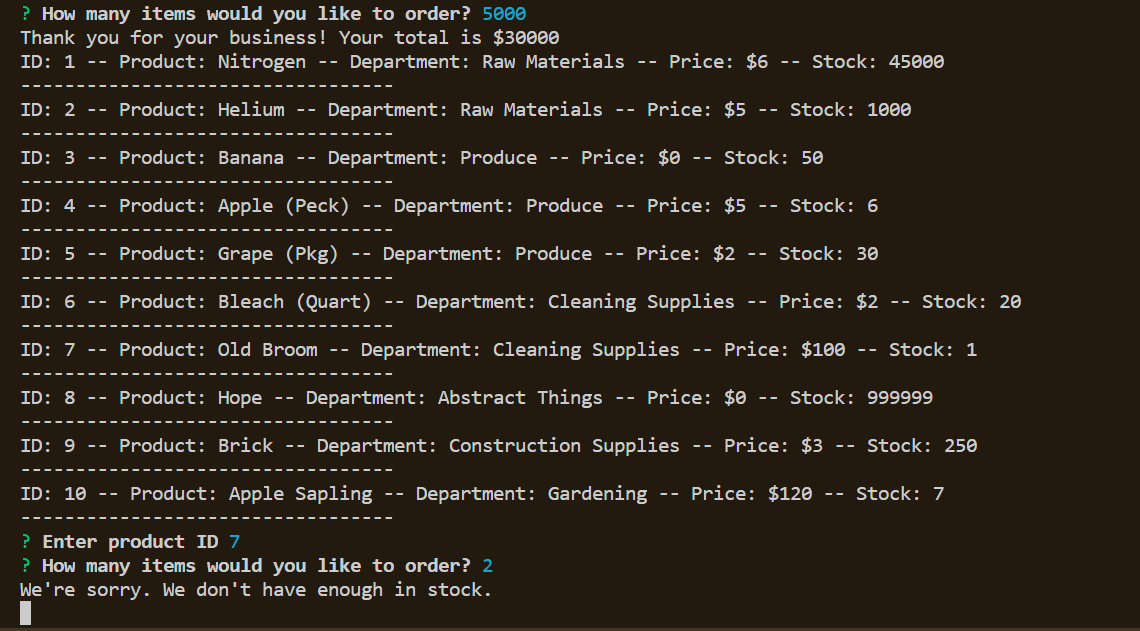 ? How many items would you like to order? 5000
Thank you for your business! Your total is $30000
ID: 1 -- Product: Nitrogen -- Department: Raw Materials -- Price: $6 -- Stock: 45000
----------------------------------
ID: 2 -- Product: Helium -- Department: Raw Materials -- Price: $5 -- Stock: 1000
----------------------------------
ID: 3 -- Product: Banana -- Department: Produce -- Price: $0 -- Stock: 50
----------------------------------
ID: 4 -- Product: Apple (Peck) -- Department: Produce -- Price: $5 -- Stock: 6
----------------------------------
ID: 5 -- Product: Grape (Pkg) -- Department: Produce -- Price: $2 -- Stock: 30
----------------------------------
ID: 6 -- Product: Bleach (Quart) -- Department: Cleaning Supplies -- Price: $2 -- Stock: 20
----------------------------------
ID: 7 -- Product: Old Broom -- Department: Cleaning Supplies -- Price: $100 -- Stock: 1
----------------------------------
ID: 8 -- Product: Hope -- Department: Abstract Things -- Price: $0 -- Stock: 999999
----------------------------------
ID: 9 -- Product: Brick -- Department: Construction Supplies -- Price: $3 -- Stock: 250
----------------------------------
ID: 10 -- Product: Apple Sapling -- Department: Gardening -- Price: $120 -- Stock: 7
----------------------------------
? Enter product ID 7
? How many items would you like to order? 2
We're sorry. We don't have enough in stock.